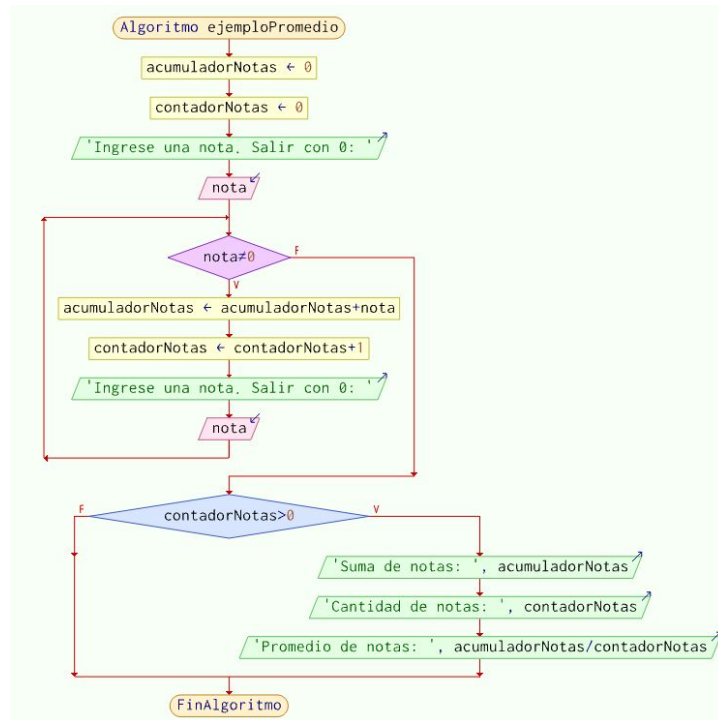 Algoritmo ejemploPromedio
acumuladorNotas ← 0
contadorNotas ← 0
'Ingrese una nota. Salir con 0: '
nota
nota≠0
F
V
acumuladorNotas ← acumuladorNotas+nota
contadorNotas ← contadorNotas+1
'Ingrese una nota. Salir con 0: '
nota
F
contadorNotas>0
V
'Suma de notas: ', acumuladorNotas
'Cantidad de notas: ', contadorNotas
'Promedio de notas: ', acumuladorNotas/contadorNotas
FinAlgoritmo